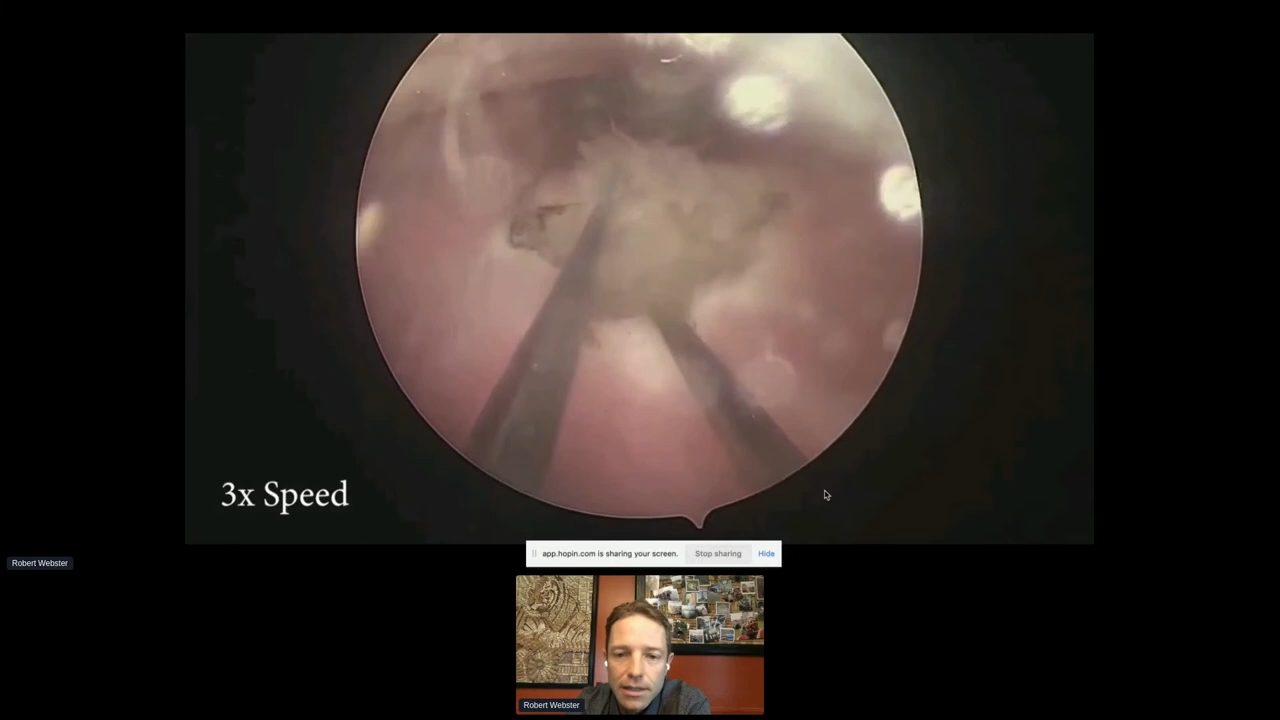 3x Speed
app.hopin.com is sharing your screen. Stop sharing Hide
Robert Webster
Robert Webster